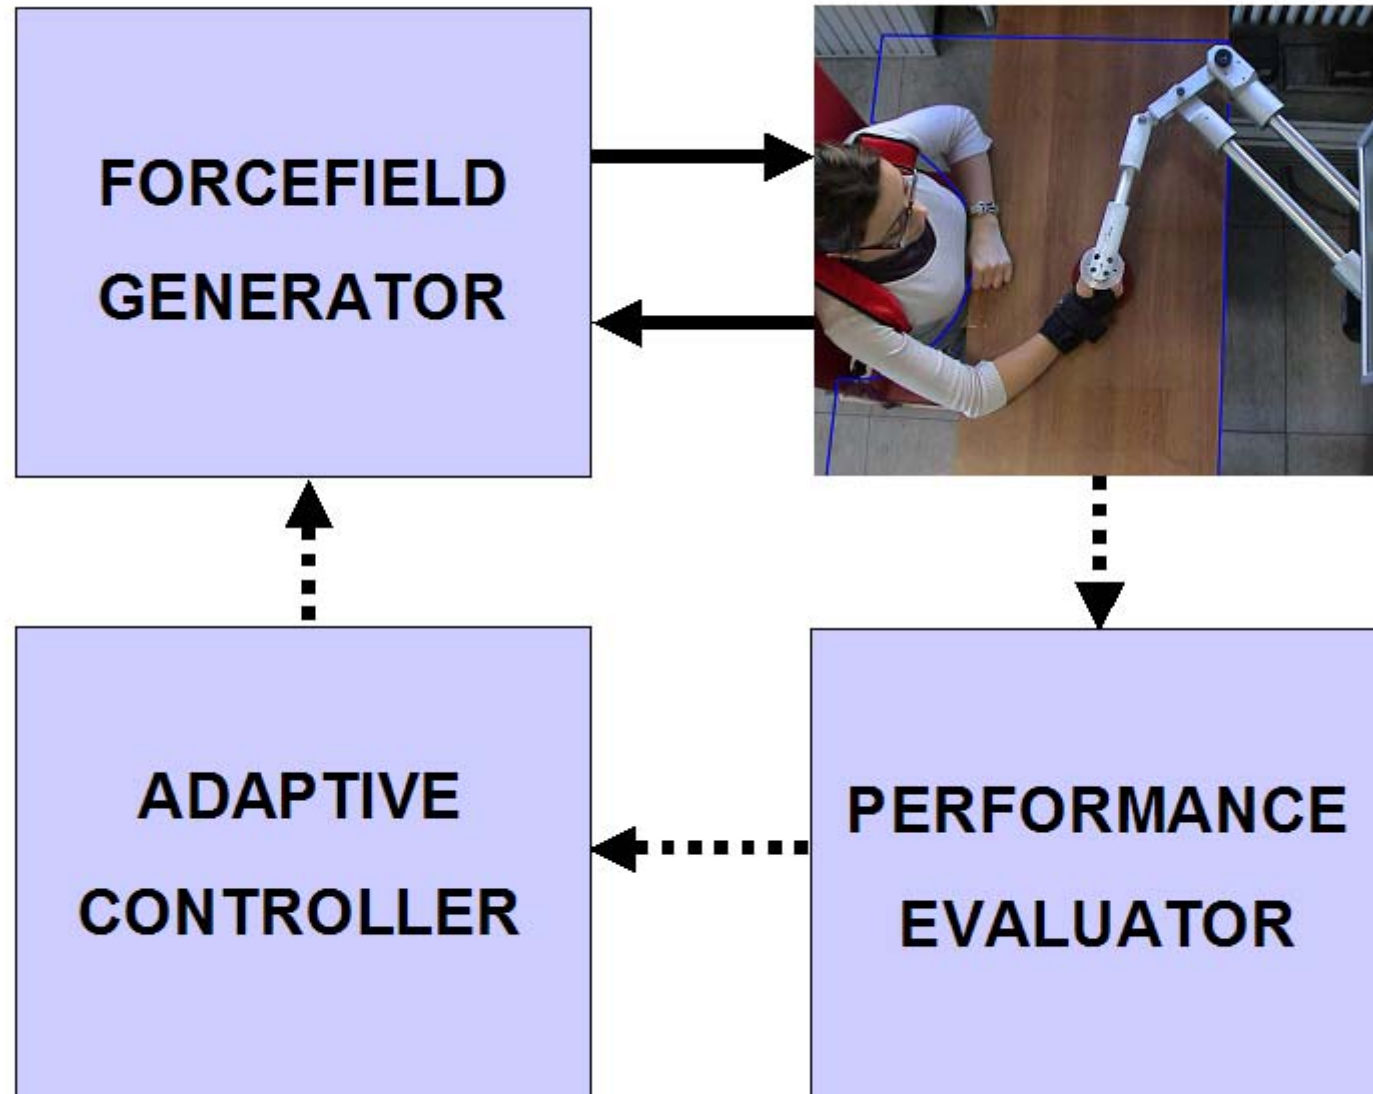 FORCEFIELD
GENERATOR
ADAPTIVE
CONTROLLER
PERFORMANCE
EVALUATOR